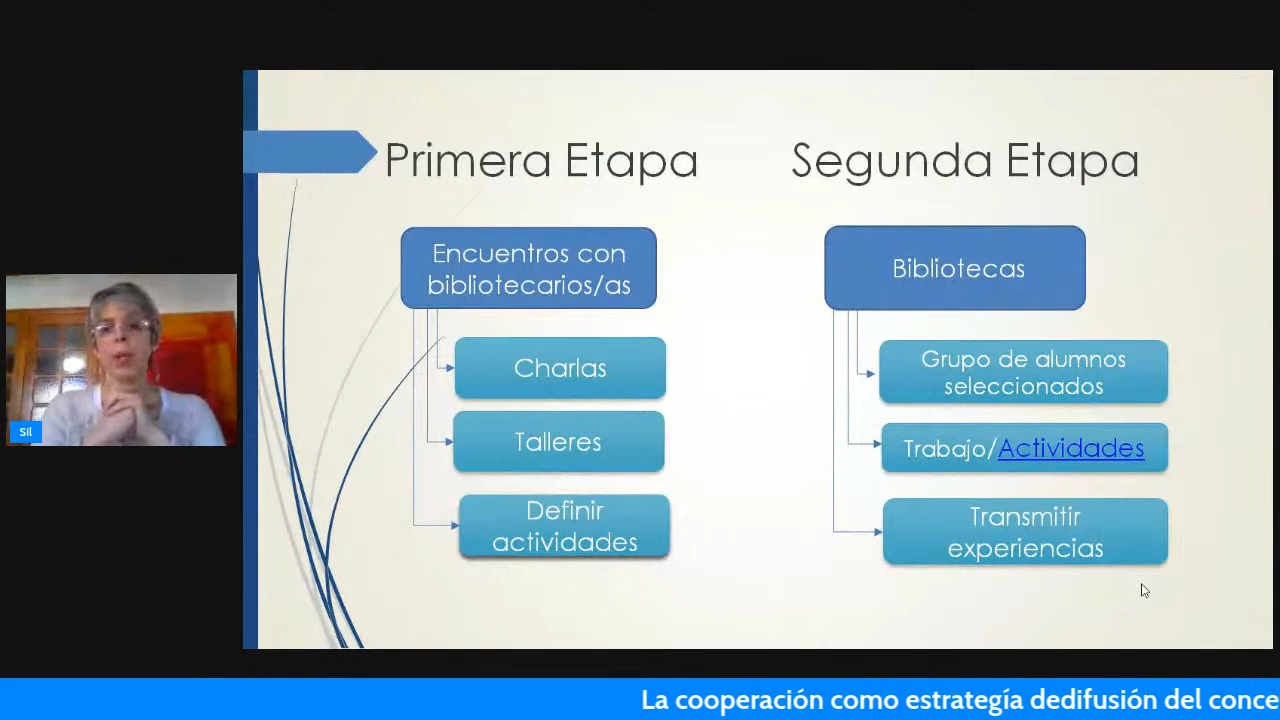 Primera Etapa
Segunda Etapa
Encuentros con
bibliotecarios/as
Charlas
Talleres
Definir
actividades
Bibliotecas
Grupo de alumnos
seleccionados
Trabajo/Actividades
Transmitir
experiencias
Sil
La cooperación como estrategía dedifusión del conce